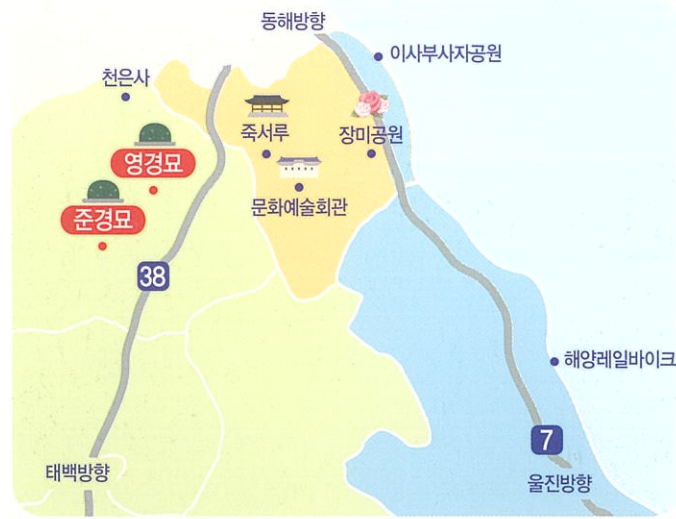 동해방향
이사부사자공원
천은사
죽서루
장미공원
영경묘
문화예술회관
준경묘
38
해양레일바이크
7
태백방향
울진방향